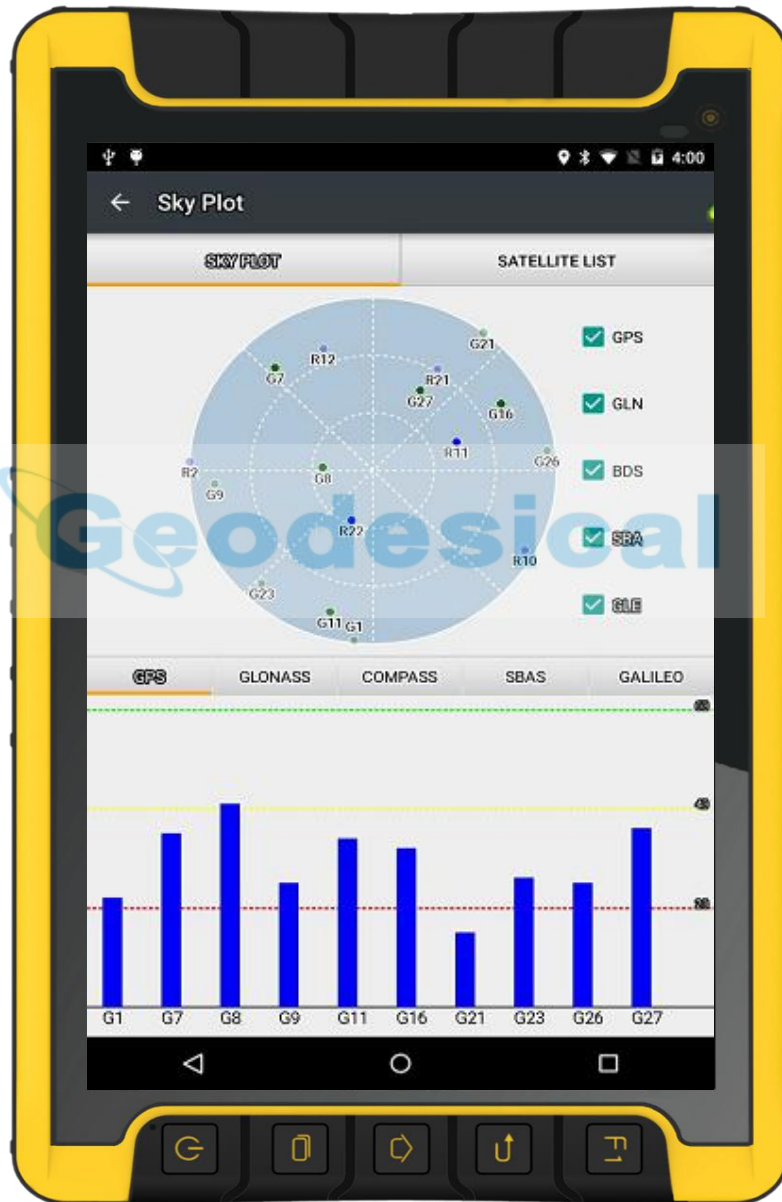 4:00
Sky Plot
SKY PLOT SATELLITE LIST
G21
R12
G7
R21
G27
G16
R11
G26
R2
G8
G9
R22
R10
G23
G11 G1
GPS
GLN
BDS
SBA
GLE
Geodesical
GPS GLONASS COMPASS SBAS GALILEO
G1 G7 G8 G9 G11 G16 G21 G23 G26 G27
F1